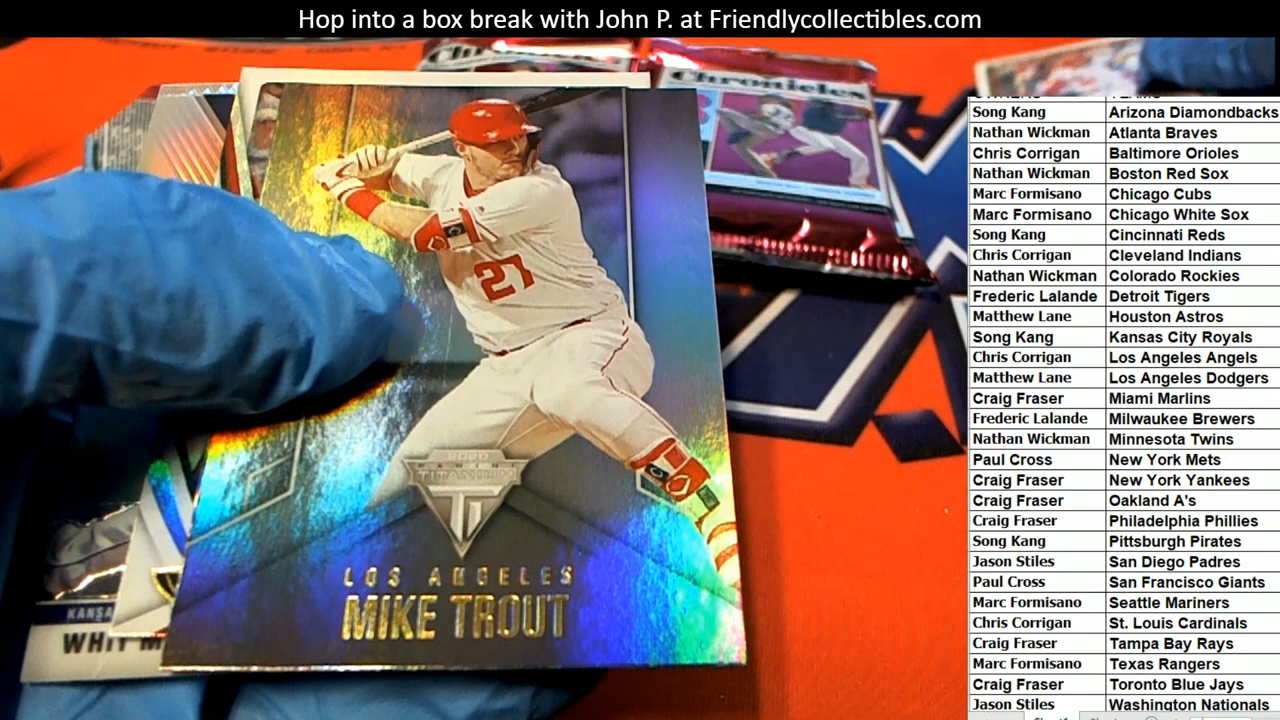 Hop into a box break with John P. at Friendlycollectibles.com
Chronicles
27
2020
PANINI
TITANIUM
TI
LOS ANGELES
MIKE TROUT
KANSA
WHIT M
Song Kang Arizona Diamondbacks
Nathan Wickman Atlanta Braves
Chris Corrigan Baltimore Orioles
Nathan Wickman Boston Red Sox
Marc Formisano Chicago Cubs
Marc Formisano Chicago White Sox
Song Kang Cincinnati Reds
Chris Corrigan Cleveland Indians
Nathan Wickman Colorado Rockies
Frederic Lalande Detroit Tigers
Matthew Lane Houston Astros
Song Kang Kansas City Royals
Chris Corrigan Los Angeles Angels
Matthew Lane Los Angeles Dodgers
Craig Fraser Miami Marlins
Frederic Lalande Milwaukee Brewers
Nathan Wickman Minnesota Twins
Paul Cross New York Mets
Craig Fraser New York Yankees
Craig Fraser Oakland A's
Craig Fraser Philadelphia Phillies
Song Kang Pittsburgh Pirates
Jason Stiles San Diego Padres
Paul Cross San Francisco Giants
Marc Formisano Seattle Mariners
Chris Corrigan St. Louis Cardinals
Craig Fraser Tampa Bay Rays
Marc Formisano Texas Rangers
Craig Fraser Toronto Blue Jays
Jason Stiles Washington Nationals